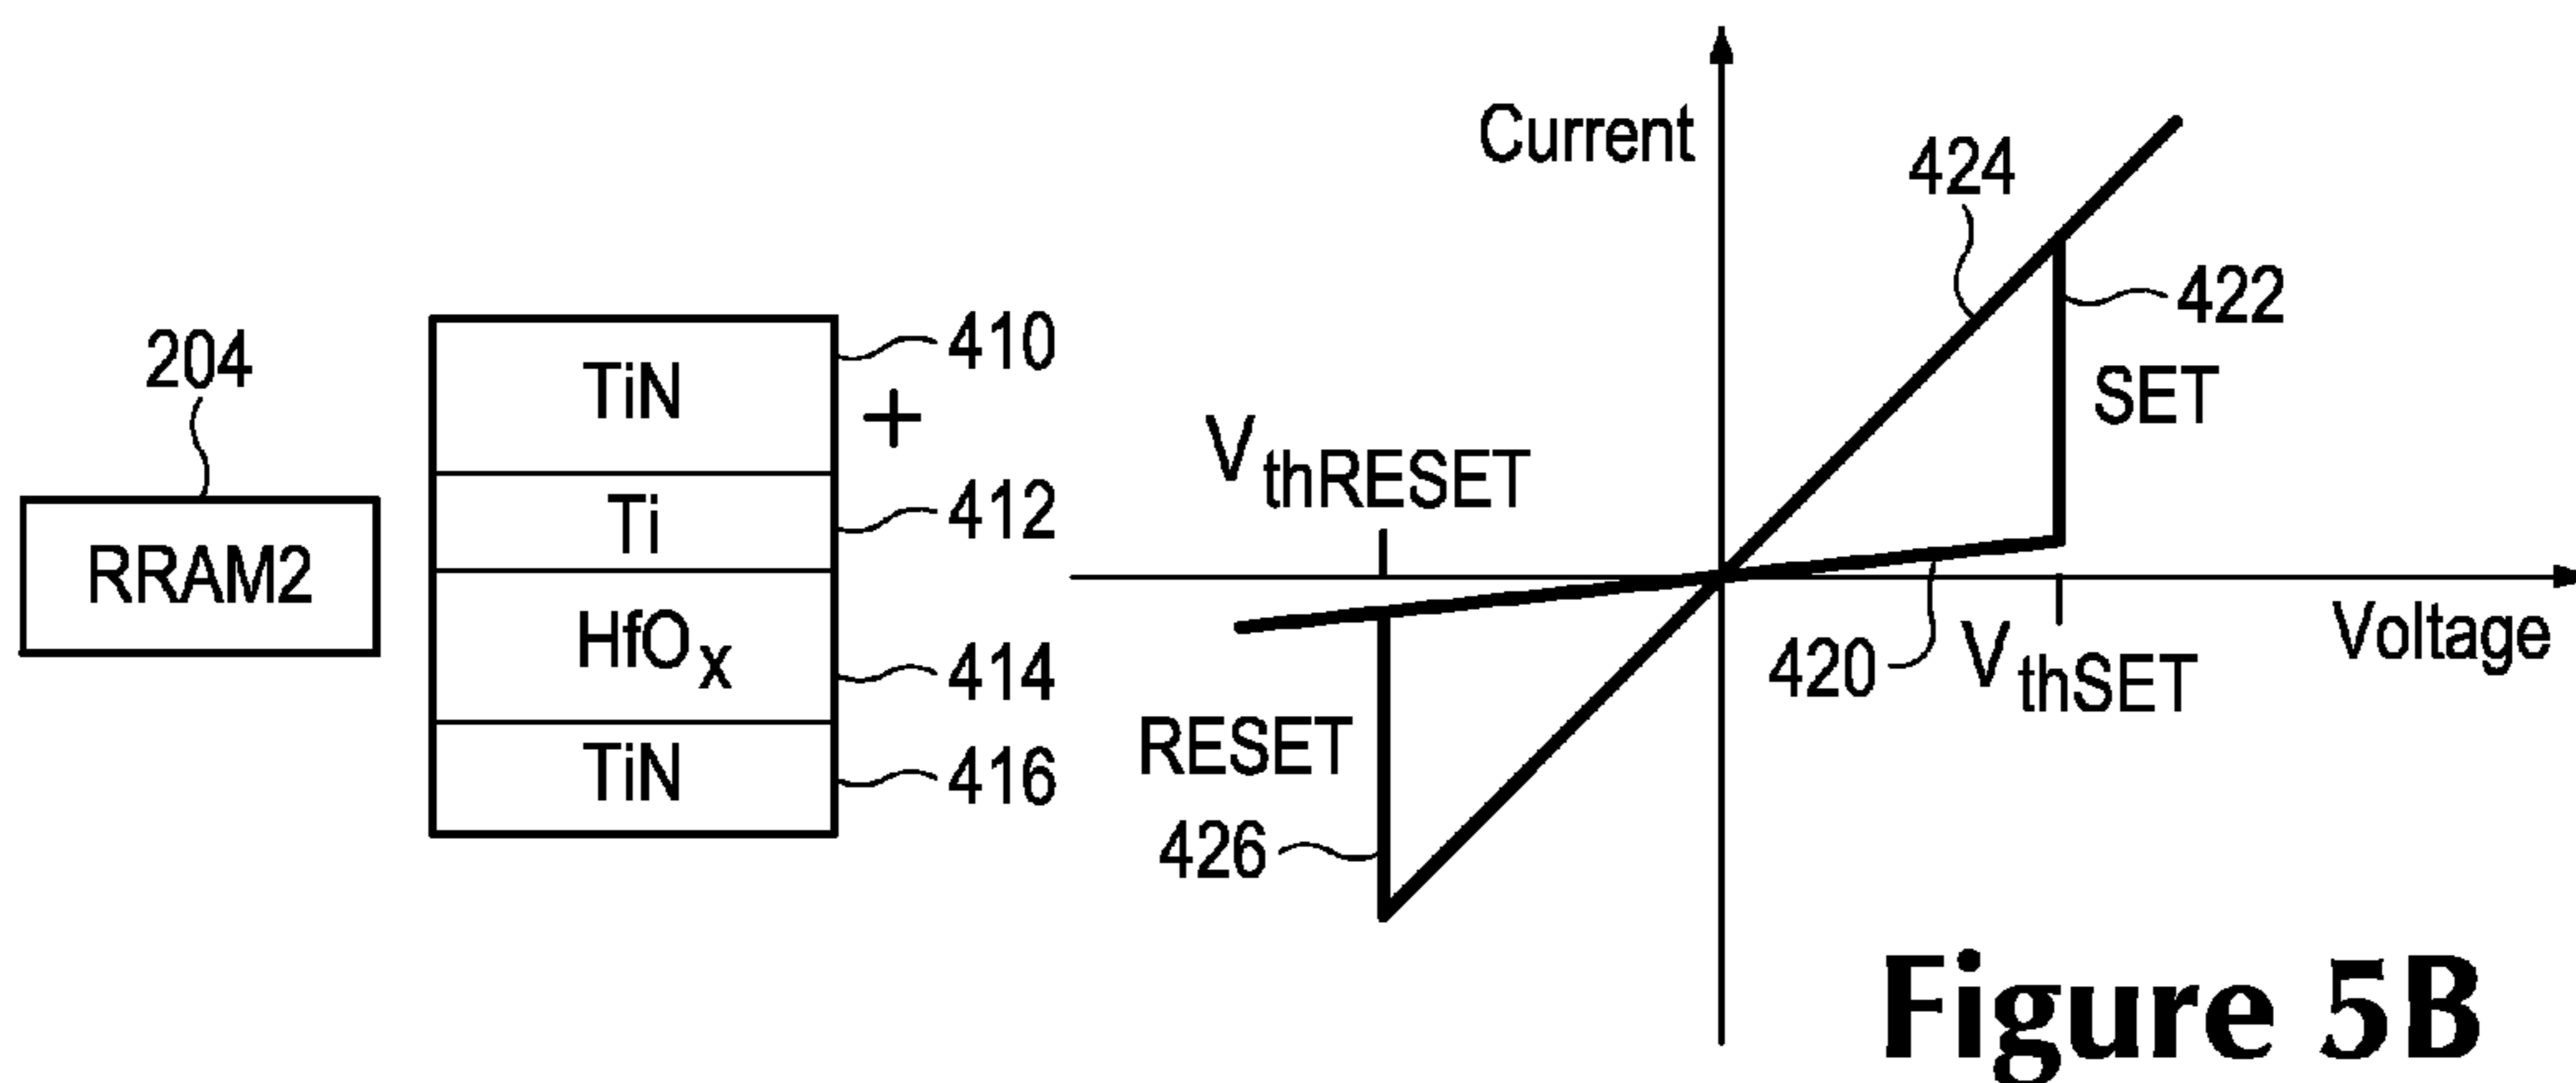 204
RRAM2
TiN
Ti
HfOx
TiN
410
+
412
414
416
Current
424
422
SET
VthRESET
420
VthSET
Voltage
RESET
426
Figure 5B